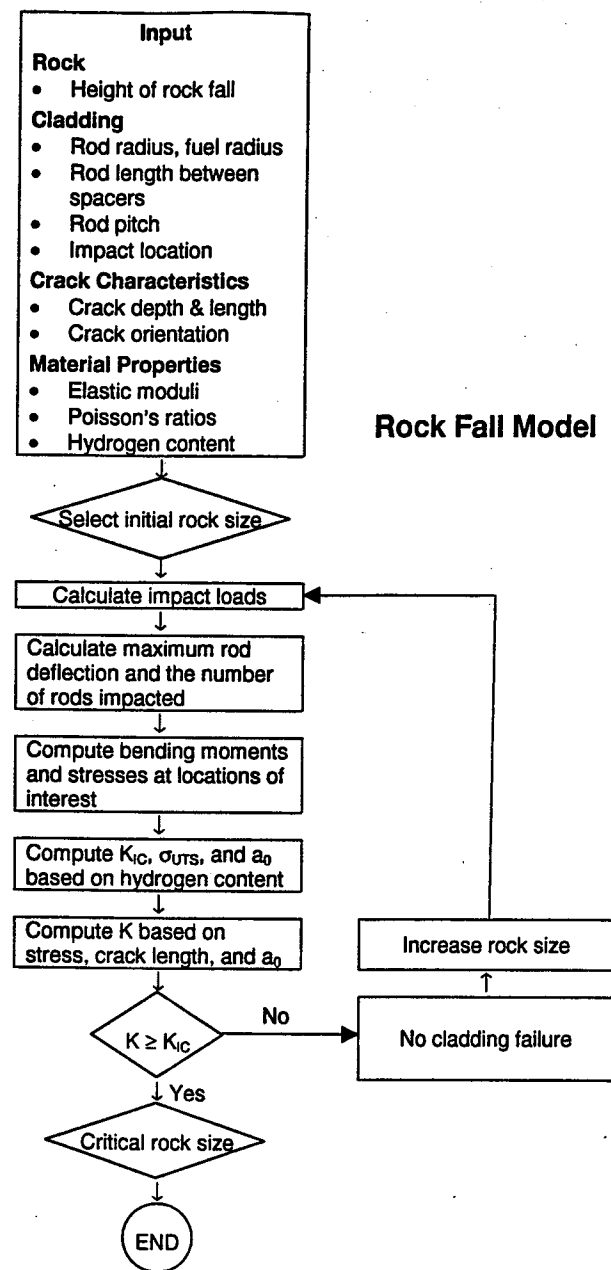 Input
Rock
• Height of rock fall
Cladding
• Rod radius, fuel radius
• Rod length between
spacers
• Rod pitch
• Impact location
Crack Characteristics
• Crack depth & length
• Crack orientation
Material Properties
• Elastic moduli
• Poisson's ratios
• Hydrogen content
Rock Fall Model
Select initial rock size
Calculate impact loads
Calculate maximum rod
deflection and the number
of rods impacted
Compute bending moments
and stresses at locations of
interest
Compute K_IC, σ_UTS, and a_0
based on hydrogen content
Compute K based on
stress, crack length, and a_0
Increase rock size
K ≥ K_IC
No
No cladding failure
Yes
Critical rock size
END